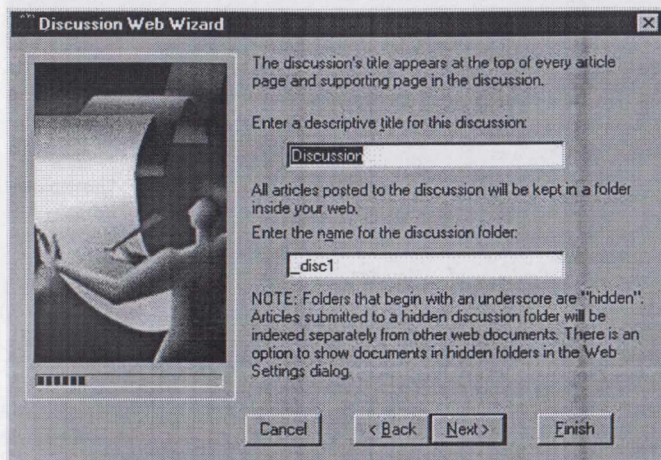 Discussion Web Wizard
The discussion's title appears at the top of every article
page and supporting page in the discussion.
Enter a descriptive title for this discussion:
Discussion
All articles posted to the discussion will be kept in a folder
inside your web.
Enter the name for the discussion folder:
_disc1
NOTE: Folders that begin with an underscore are "hidden".
Articles submitted to a hidden discussion folder will be
indexed separately from other web documents. There is an
option to show documents in hidden folders in the Web
Settings dialog.
Cancel < Back Next > Finish